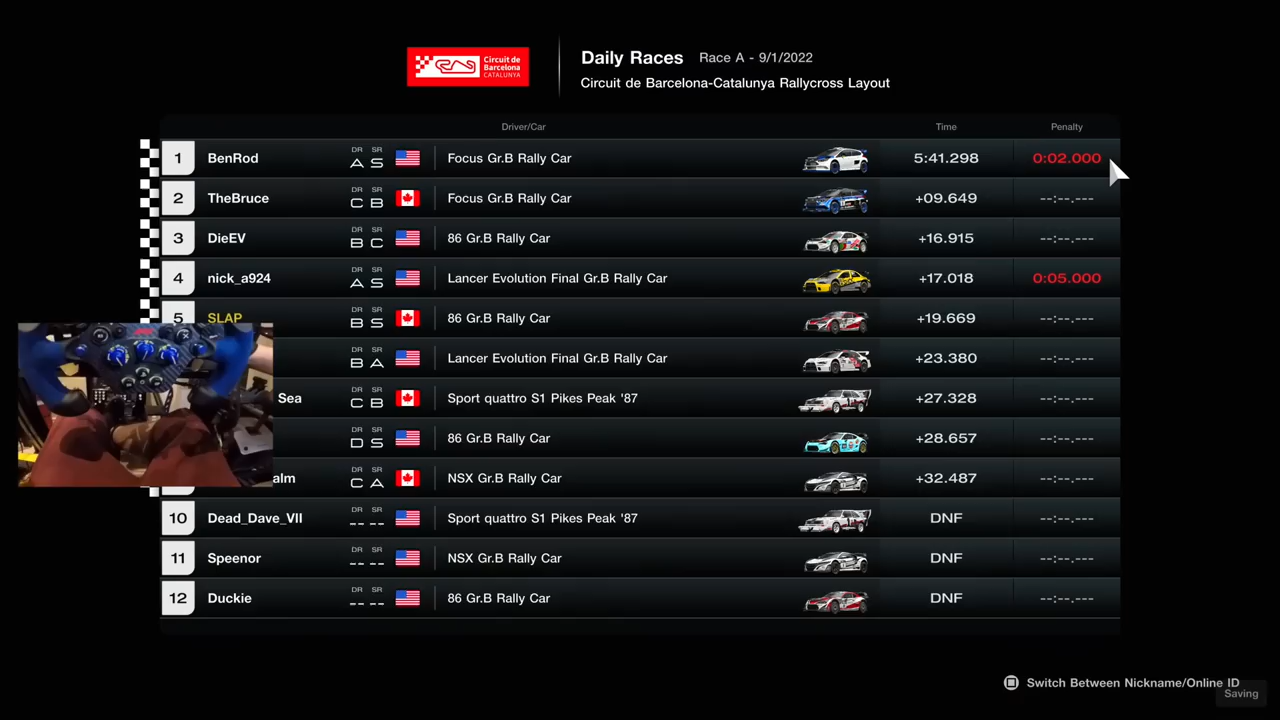 Circuit de
Barcelona
CATALUNYA
Daily Races Race A - 9/1/2022
Circuit de Barcelona-Catalunya Rallycross Layout
Driver/Car Time Penalty
1 BenRod DR A SR S Focus Gr.B Rally Car 5:41.298 0:02.000
2 TheBruce DR C SR B Focus Gr.B Rally Car +09.649 --:--.---
3 DieEV DR B SR C 86 Gr.B Rally Car +16.915 --:--.---
4 nick_a924 DR A SR S Lancer Evolution Final Gr.B Rally Car +17.018 0:05.000
5 SLAP DR B SR S 86 Gr.B Rally Car +19.669 --:--.---
DR B SR A Lancer Evolution Final Gr.B Rally Car +23.380 --:--.---
Sea DR C SR B Sport quattro S1 Pikes Peak '87 +27.328 --:--.---
DR D SR S 86 Gr.B Rally Car +28.657 --:--.---
alm DR C SR A NSX Gr.B Rally Car +32.487 --:--.---
10 Dead_Dave_VII DR -- SR -- Sport quattro S1 Pikes Peak '87 DNF --:--.---
11 Speenor DR -- SR -- NSX Gr.B Rally Car DNF --:--.---
12 Duckie DR -- SR -- 86 Gr.B Rally Car DNF --:--.---
Switch Between Nickname/Online ID
Saving